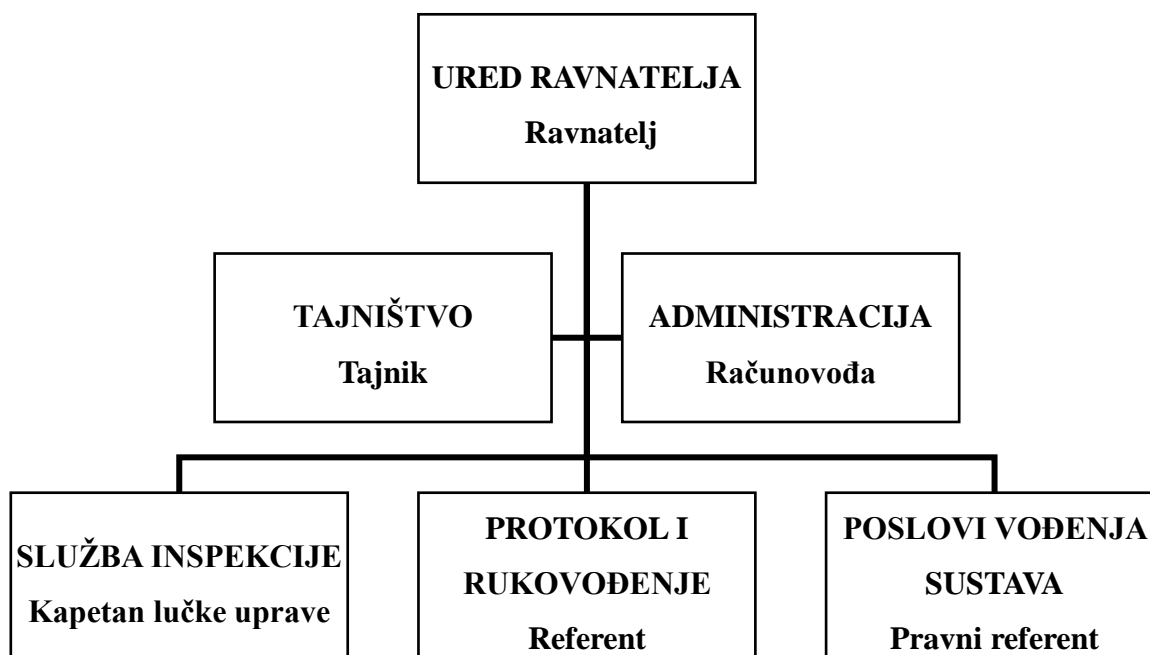 URED RAVNATELJA
Ravnatelj
TAJNIŠTVO
Tajnik
ADMINISTRACIJA
Računovođa
SLUŽBA INSPEKCIJE
Kapetan lučke uprave
PROTOKOL I
RUKOVOĐENJE
Referent
POSLOVI VOĐENJA
SUSTAVA
Pravni referent